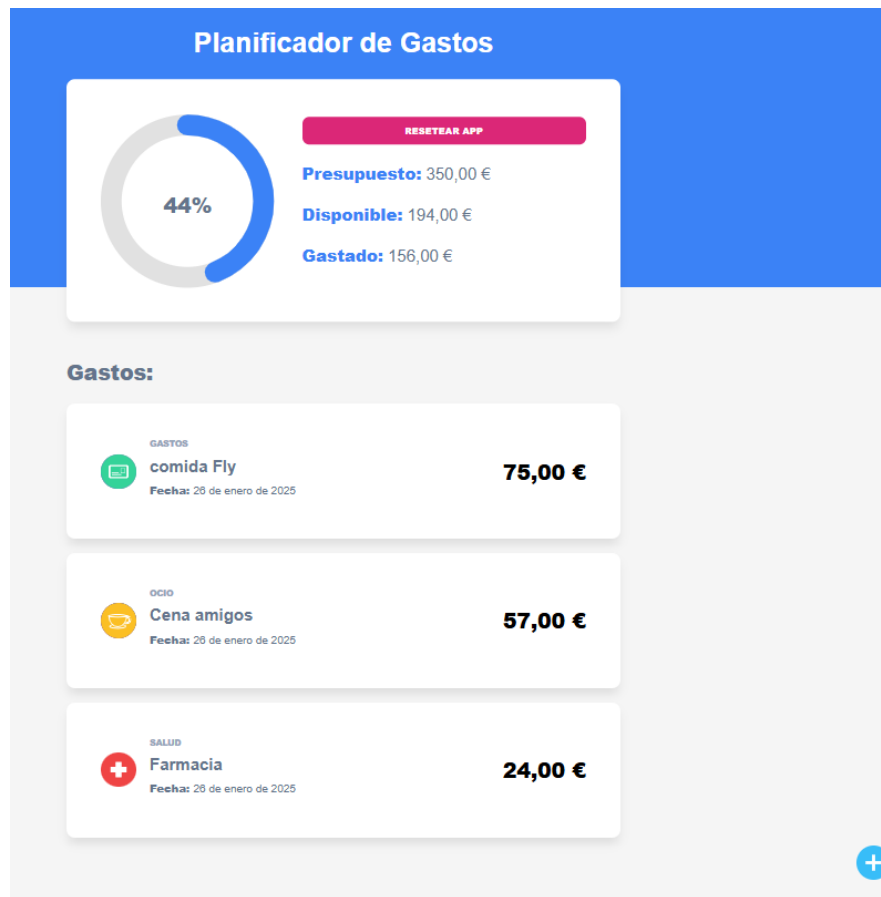 Planificador de Gastos
44%
RESETEAR APP
Presupuesto: 350,00 €
Disponible: 194,00 €
Gastado: 156,00 €
Gastos:
GASTOS
comida Fly
Fecha: 26 de enero de 2025
75,00 €
OCIO
Cena amigos
Fecha: 26 de enero de 2025
57,00 €
SALUD
Farmacia
Fecha: 26 de enero de 2025
24,00 €